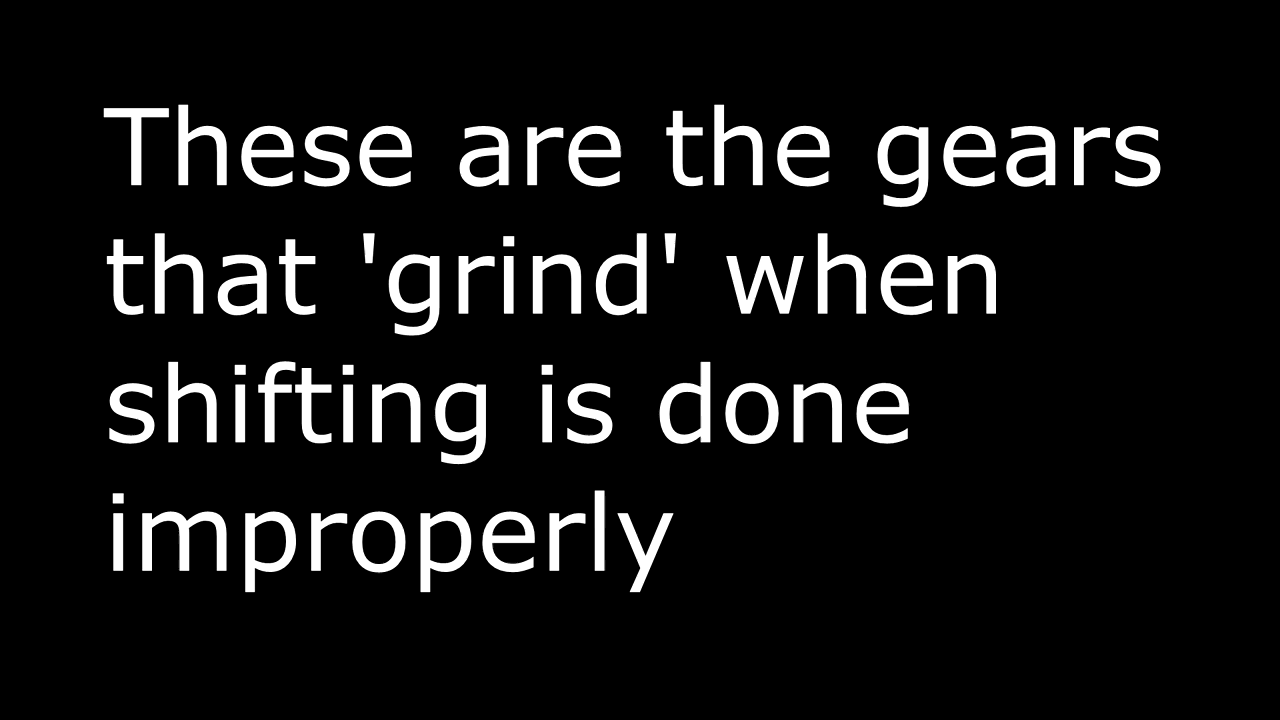 These are the gears
that 'grind' when
shifting is done
improperly